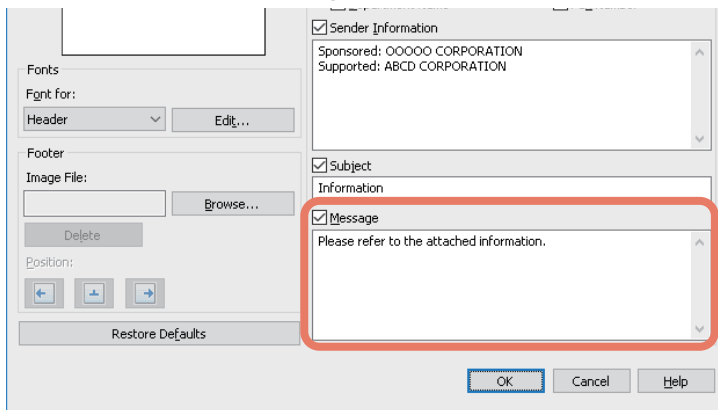 Sender Information
Sponsored: OOOOO CORPORATION
Supported: ABCD CORPORATION
Fonts
Font for:
Header
Edit...
Footer
Image File:
Browse...
Delete
Position:
Restore Defaults
Subject
Information
Message
Please refer to the attached information.
OK
Cancel
Help